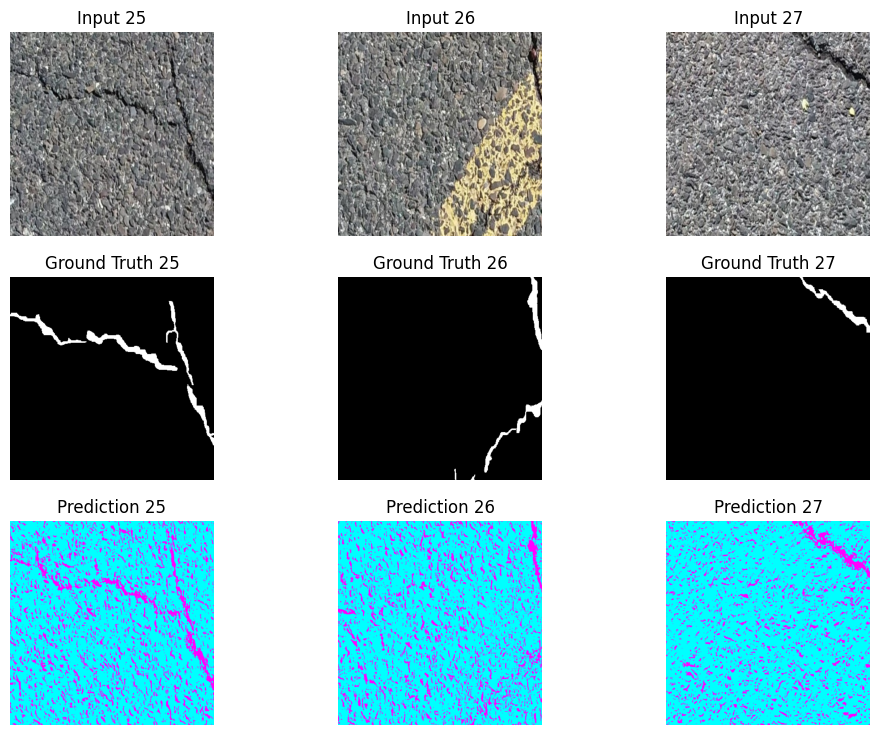 Input 25
Input 26
Input 27
Ground Truth 25
Ground Truth 26
Ground Truth 27
Prediction 25
Prediction 26
Prediction 27